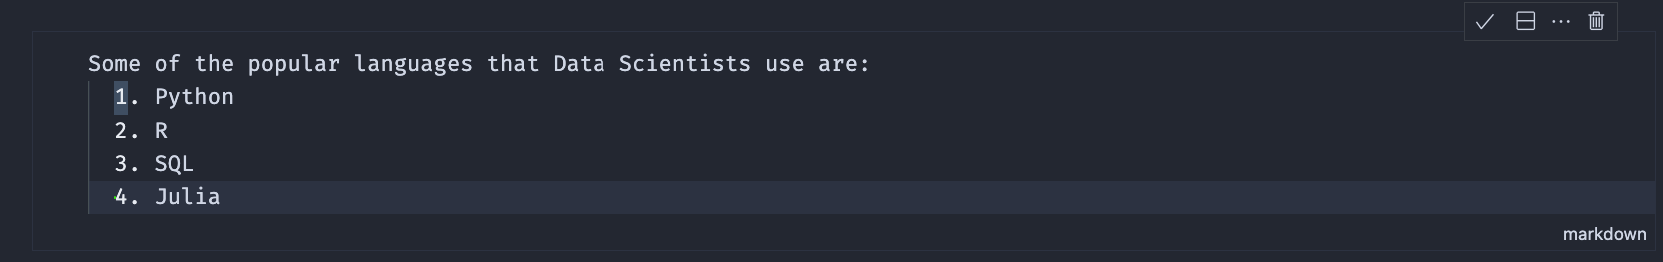 Some of the popular languages that Data Scientists use are:
1. Python
2. R
3. SQL
4. Julia
markdown